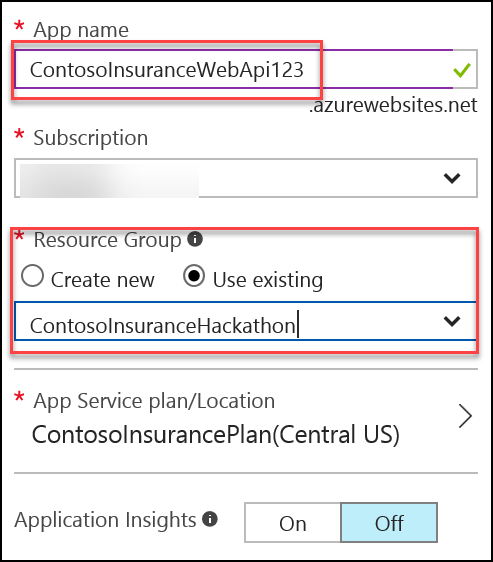 * App name
ContosoInsuranceWebApi123
.azurewebsites.net
* Subscription
* Resource Group
Create new Use existing
ContosoInsuranceHackathon
* App Service plan/Location
ContosoInsurancePlan(Central US)
Application Insights On Off